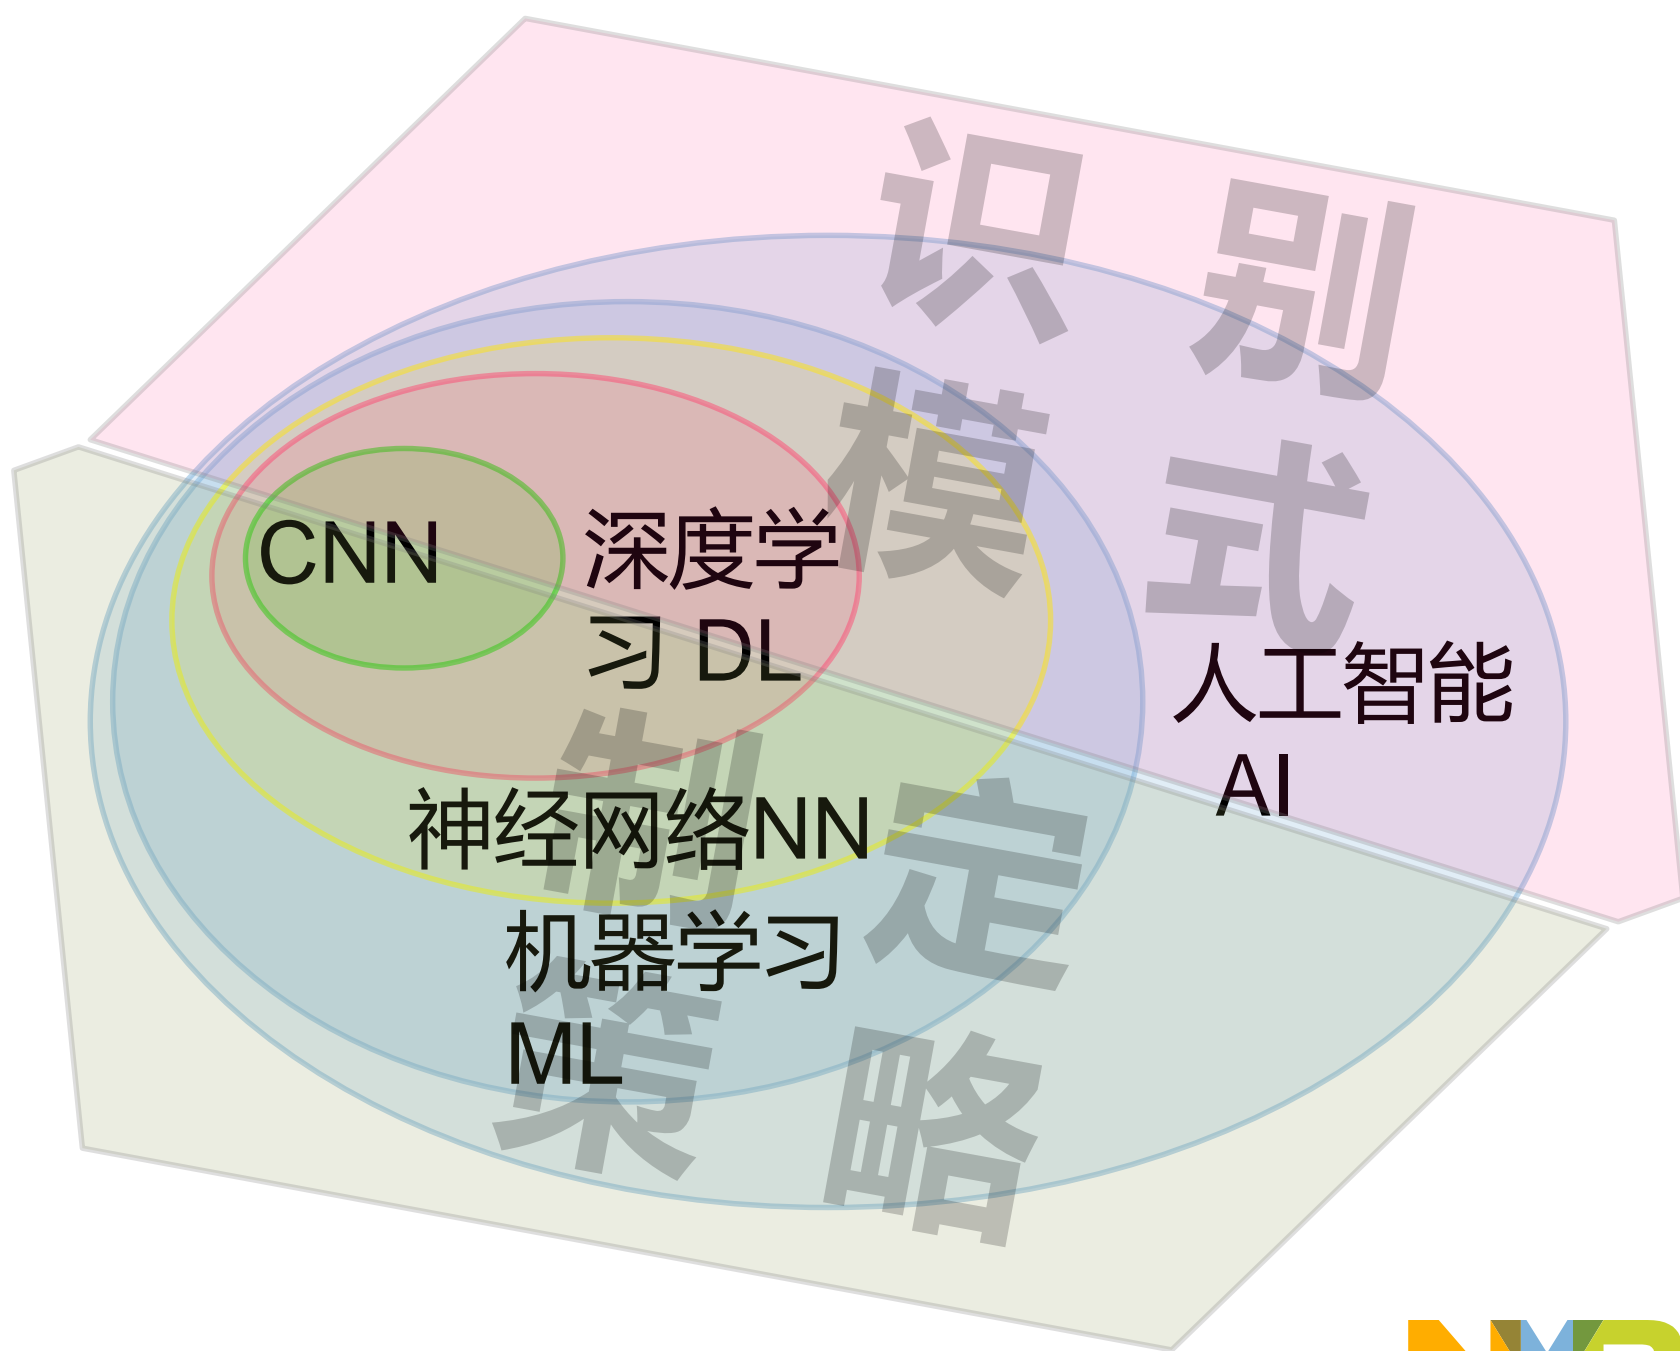 识 别
模 式
CNN
深度学
习 DL
人工智能
AI
制 定
神经网络NN
机器学习
ML
策 略